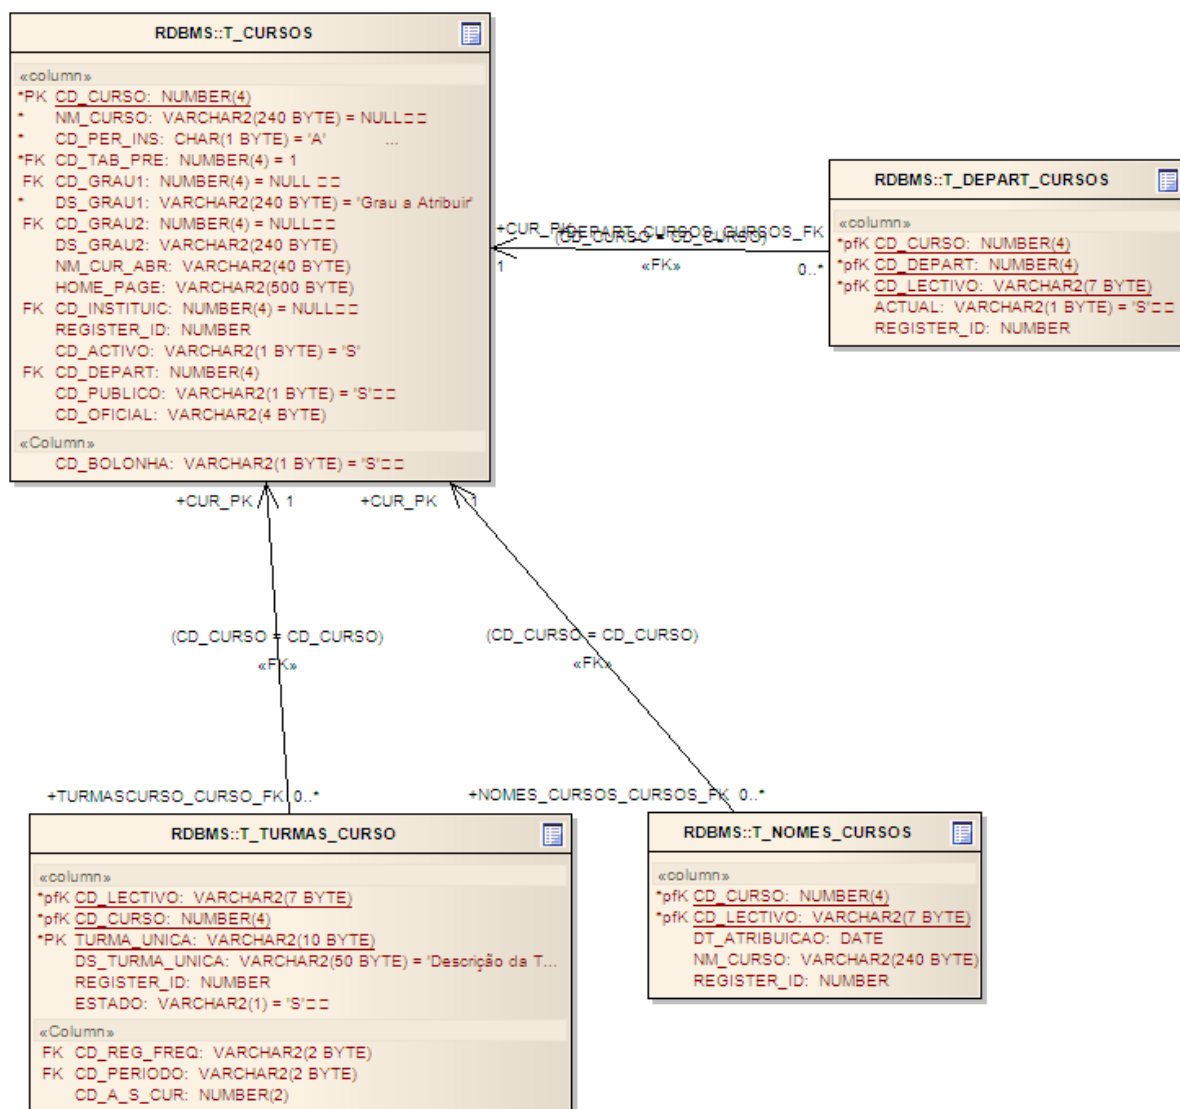 RDBMS::T_CURSOS
«column»
*PK CD_CURSO: NUMBER(4)
* NM_CURSO: VARCHAR2(240 BYTE) = NULL□□
* CD_PER_INS: CHAR(1 BYTE) = 'A' ...
*FK CD_TAB_PRE: NUMBER(4) = 1
FK CD_GRAU1: NUMBER(4) = NULL □□
* DS_GRAU1: VARCHAR2(240 BYTE) = 'Grau a Atribuir'
FK CD_GRAU2: NUMBER(4) = NULL□□
DS_GRAU2: VARCHAR2(240 BYTE)
NM_CUR_ABR: VARCHAR2(40 BYTE)
HOME_PAGE: VARCHAR2(500 BYTE)
FK CD_INSTITUIC: NUMBER(4) = NULL□□
REGISTER_ID: NUMBER
CD_ACTIVO: VARCHAR2(1 BYTE) = 'S'
FK CD_DEPART: NUMBER(4)
CD_PUBLICO: VARCHAR2(1 BYTE) = 'S'□□
CD_OFICIAL: VARCHAR2(4 BYTE)
«Column»
CD_BOLONHA: VARCHAR2(1 BYTE) = 'S'□□
RDBMS::T_DEPART_CURSOS
«column»
*pfK CD_CURSO: NUMBER(4)
*pfK CD_DEPART: NUMBER(4)
*pfK CD_LECTIVO: VARCHAR2(7 BYTE)
ACTUAL: VARCHAR2(1 BYTE) = 'S'□□
REGISTER_ID: NUMBER
+CUR_PK
DEPART_CURSOS_CURSOS_FK
(CD_CURSO = CD_CURSO)
1
«FK»
0..*
+CUR_PK 1
+CUR_PK 1
(CD_CURSO = CD_CURSO)
«FK»
(CD_CURSO = CD_CURSO)
«FK»
+TURMASCURSO_CURSO_FK 0..*
+NOMES_CURSOS_CURSOS_FK 0..*
RDBMS::T_TURMAS_CURSO
«column»
*pfK CD_LECTIVO: VARCHAR2(7 BYTE)
*pfK CD_CURSO: NUMBER(4)
*PK TURMA_UNICA: VARCHAR2(10 BYTE)
DS_TURMA_UNICA: VARCHAR2(50 BYTE) = 'Descrição da T...
REGISTER_ID: NUMBER
ESTADO: VARCHAR2(1) = 'S'□□
«Column»
FK CD_REG_FREQ: VARCHAR2(2 BYTE)
FK CD_PERIODO: VARCHAR2(2 BYTE)
CD_A_S_CUR: NUMBER(2)
RDBMS::T_NOMES_CURSOS
«column»
*pfK CD_CURSO: NUMBER(4)
*pfK CD_LECTIVO: VARCHAR2(7 BYTE)
DT_ATRIBUICAO: DATE
NM_CURSO: VARCHAR2(240 BYTE)
REGISTER_ID: NUMBER